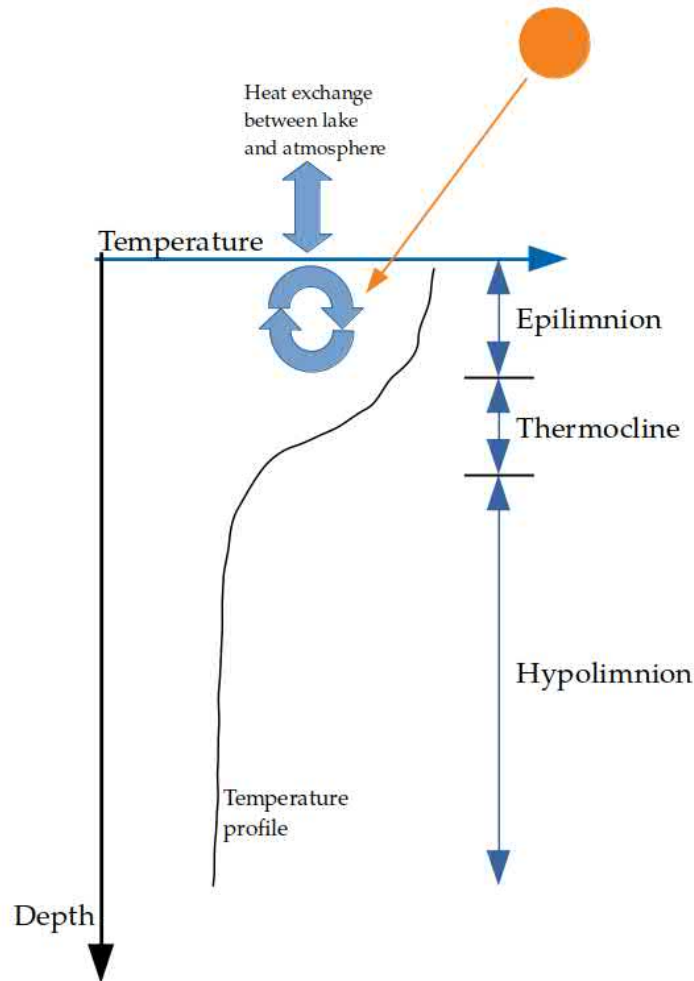 Heat exchange
between lake
and atmosphere
Temperature
Epilimnion
Thermocline
Hypolimnion
Temperature
profile
Depth